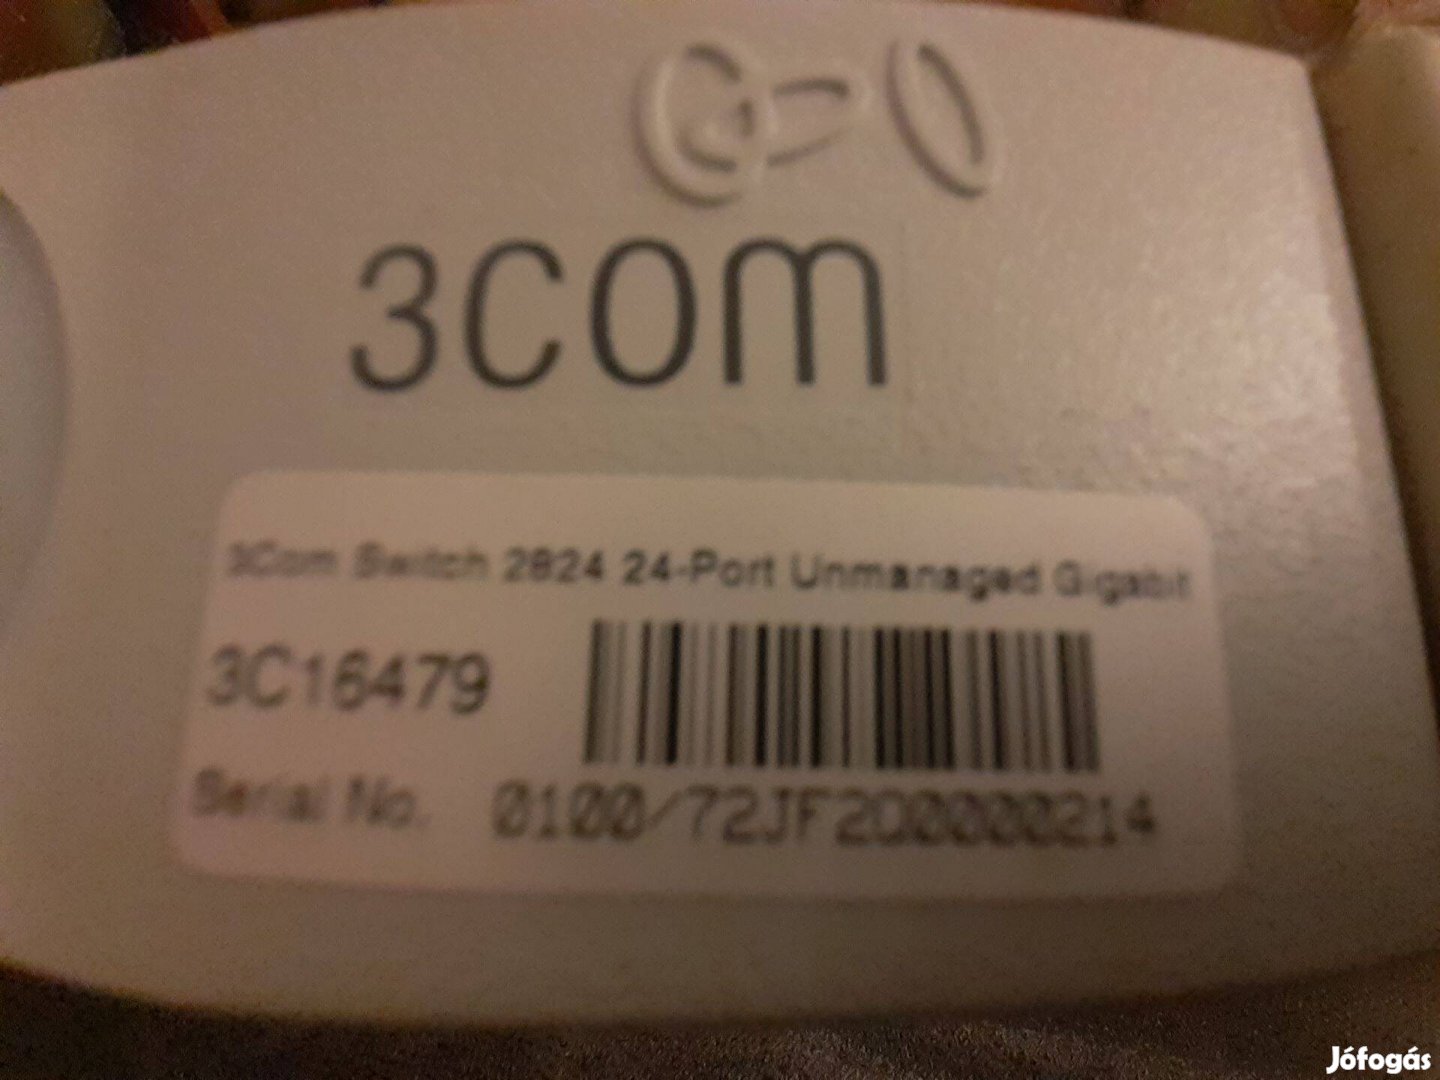 3COM
3Com Switch 2824 24-Port Unmanaged Gigabit
3C16479
Serial No. 0100/72JF2D0000214
Jófogás